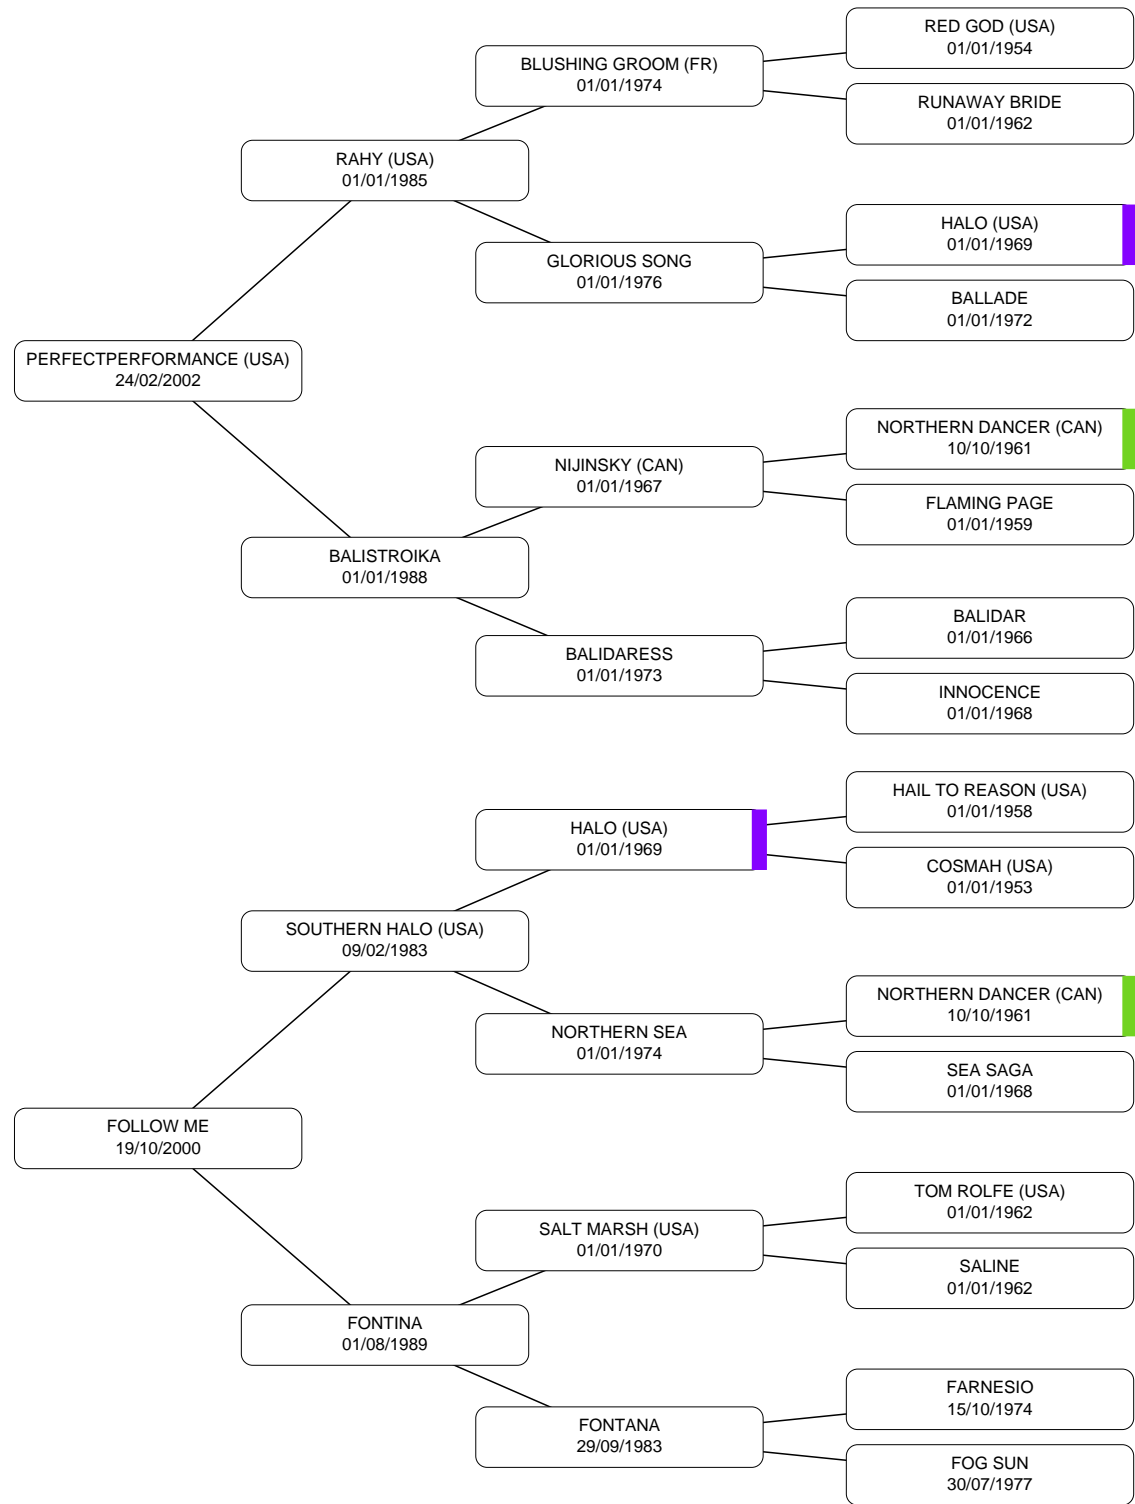 RED GOD (USA)
01/01/1954
BLUSHING GROOM (FR)
01/01/1974
RUNAWAY BRIDE
01/01/1962
RAHY (USA)
01/01/1985
HALO (USA)
01/01/1969
GLORIOUS SONG
01/01/1976
BALLADE
01/01/1972
PERFECTPERFORMANCE (USA)
24/02/2002
NORTHERN DANCER (CAN)
10/10/1961
NIJINSKY (CAN)
01/01/1967
FLAMING PAGE
01/01/1959
BALISTROIKA
01/01/1988
BALIDAR
01/01/1966
BALIDARESS
01/01/1973
INNOCENCE
01/01/1968
HAIL TO REASON (USA)
01/01/1958
HALO (USA)
01/01/1969
COSMAH (USA)
01/01/1953
SOUTHERN HALO (USA)
09/02/1983
NORTHERN DANCER (CAN)
10/10/1961
NORTHERN SEA
01/01/1974
SEA SAGA
01/01/1968
FOLLOW ME
19/10/2000
TOM ROLFE (USA)
01/01/1962
SALT MARSH (USA)
01/01/1970
SALINE
01/01/1962
FONTINA
01/08/1989
FARNESIO
15/10/1974
FONTANA
29/09/1983
FOG SUN
30/07/1977